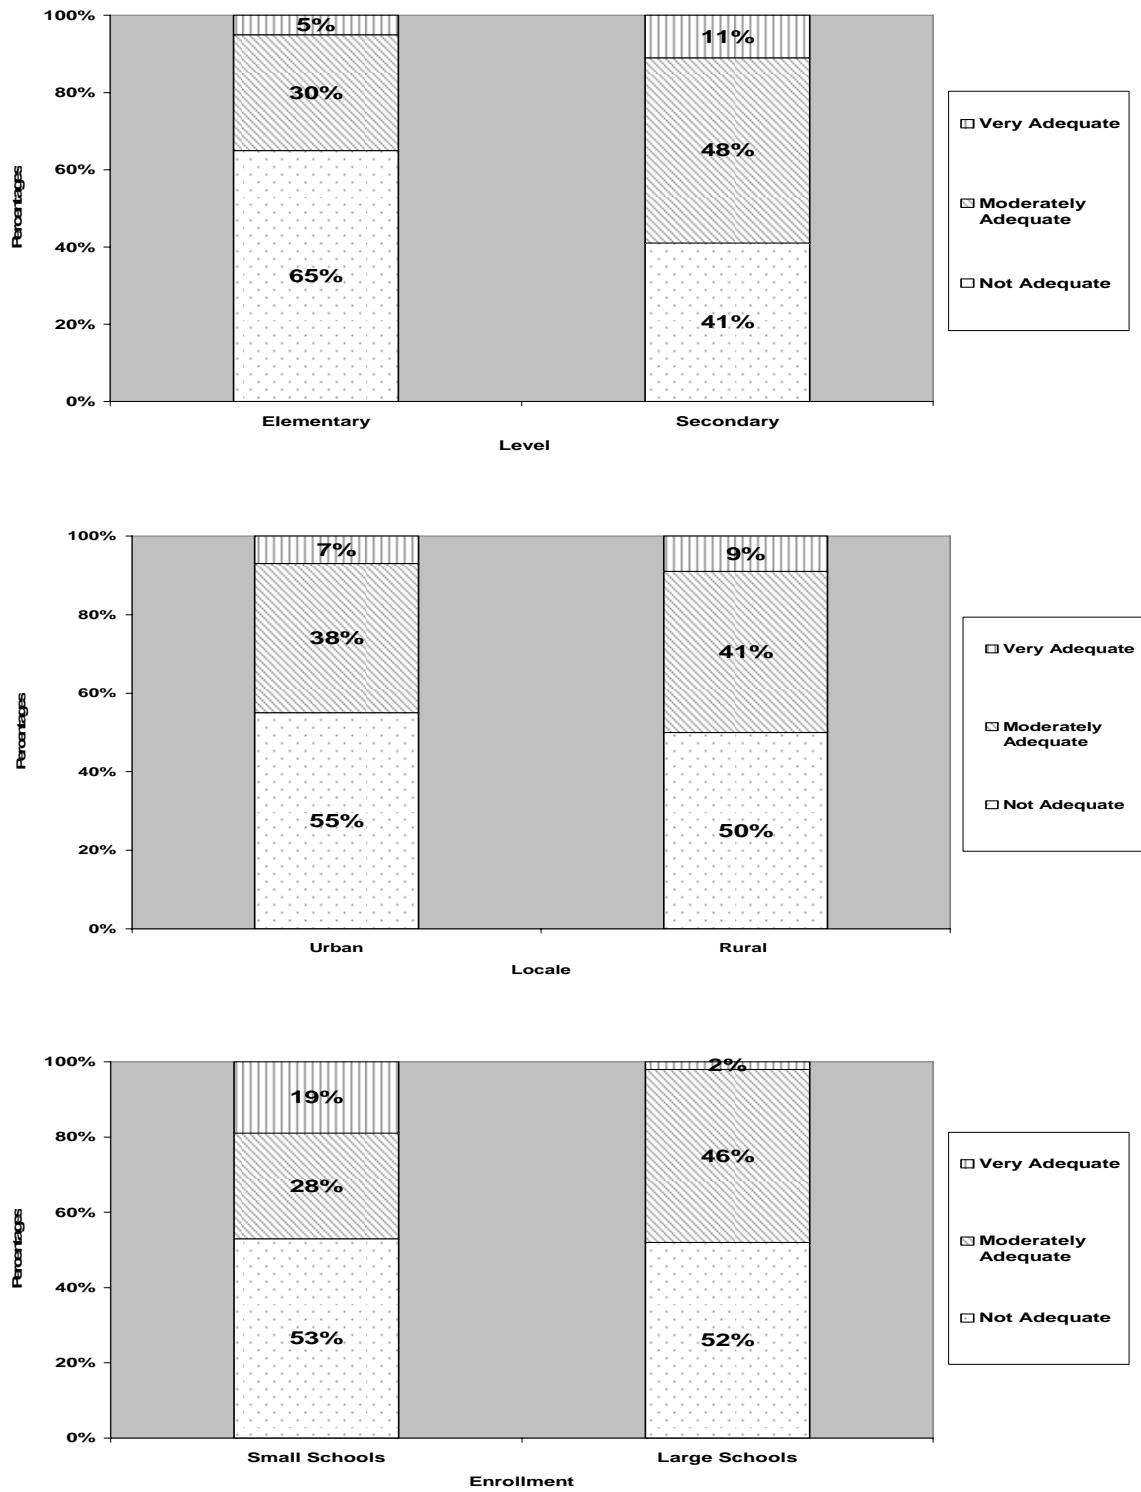 100%
80%
60%
40%
20%
0%
Percentages
5%
30%
65%
11%
48%
41%
Elementary
Secondary
Level
Very Adequate
Moderately
Adequate
Not Adequate
100%
80%
60%
40%
20%
0%
Percentages
7%
38%
55%
9%
41%
50%
Urban
Rural
Locale
Very Adequate
Moderately
Adequate
Not Adequate
100%
80%
60%
40%
20%
0%
Percentages
19%
28%
53%
2%
46%
52%
Small Schools
Large Schools
Enrollment
Very Adequate
Moderately
Adequate
Not Adequate